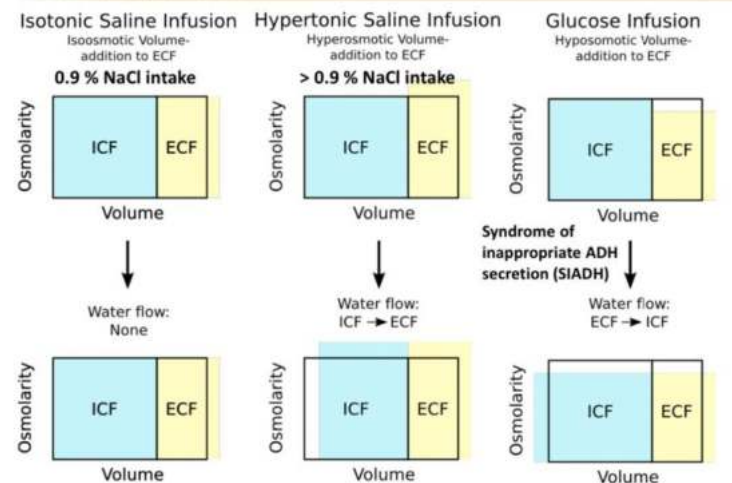 Isotonic Saline Infusion
Isoosmotic Volume-
addition to ECF
0.9 % NaCl intake
Osmolarity
ICF
ECF
Volume
Water flow:
None
Osmolarity
ICF
ECF
Volume
Hypertonic Saline Infusion
Hyperosmotic Volume-
addition to ECF
> 0.9 % NaCl intake
Osmolarity
ICF
ECF
Volume
Water flow:
ICF → ECF
Osmolarity
ICF
ECF
Volume
Glucose Infusion
Hyposomotic Volume-
addition to ECF
Osmolarity
ICF
ECF
Volume
Syndrome of
inappropriate ADH
secretion (SIADH)
Water flow:
ECF → ICF
Osmolarity
ICF
ECF
Volume